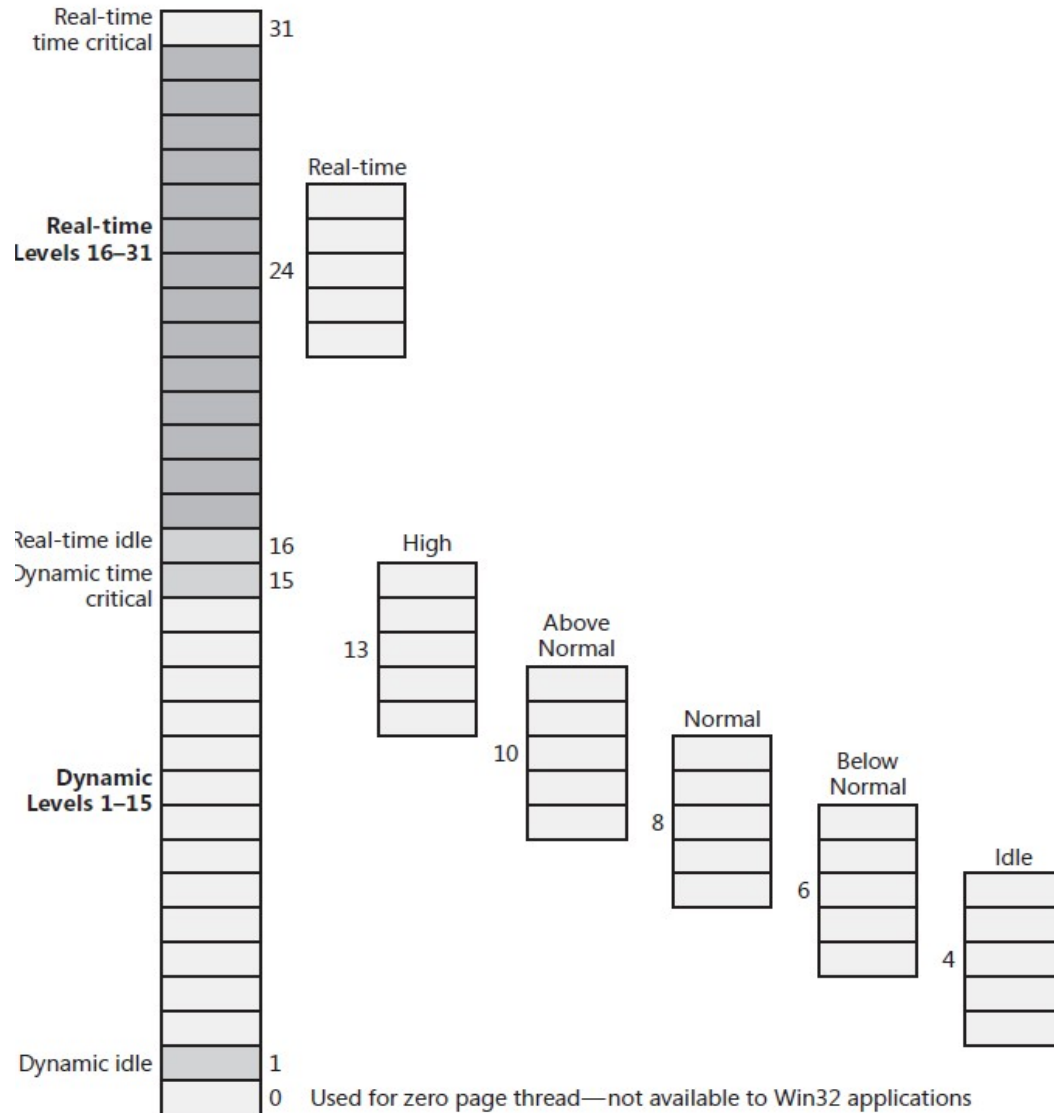 Real-time
time critical
31
Real-time
Real-time
Levels 16–31
24
Real-time idle
16
High
Dynamic time
critical
15
Above
Normal
13
Normal
10
Below
Normal
Dynamic
Levels 1–15
8
Idle
6
4
Dynamic idle
1
0 Used for zero page thread—not available to Win32 applications